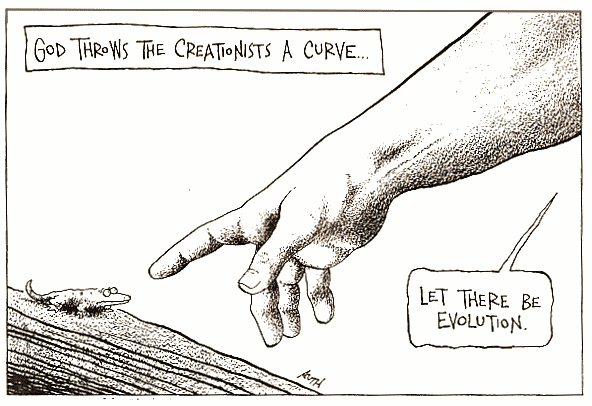 GOD THROWS THE CREATIONISTS A CURVE...
LET THERE BE
EVOLUTION.